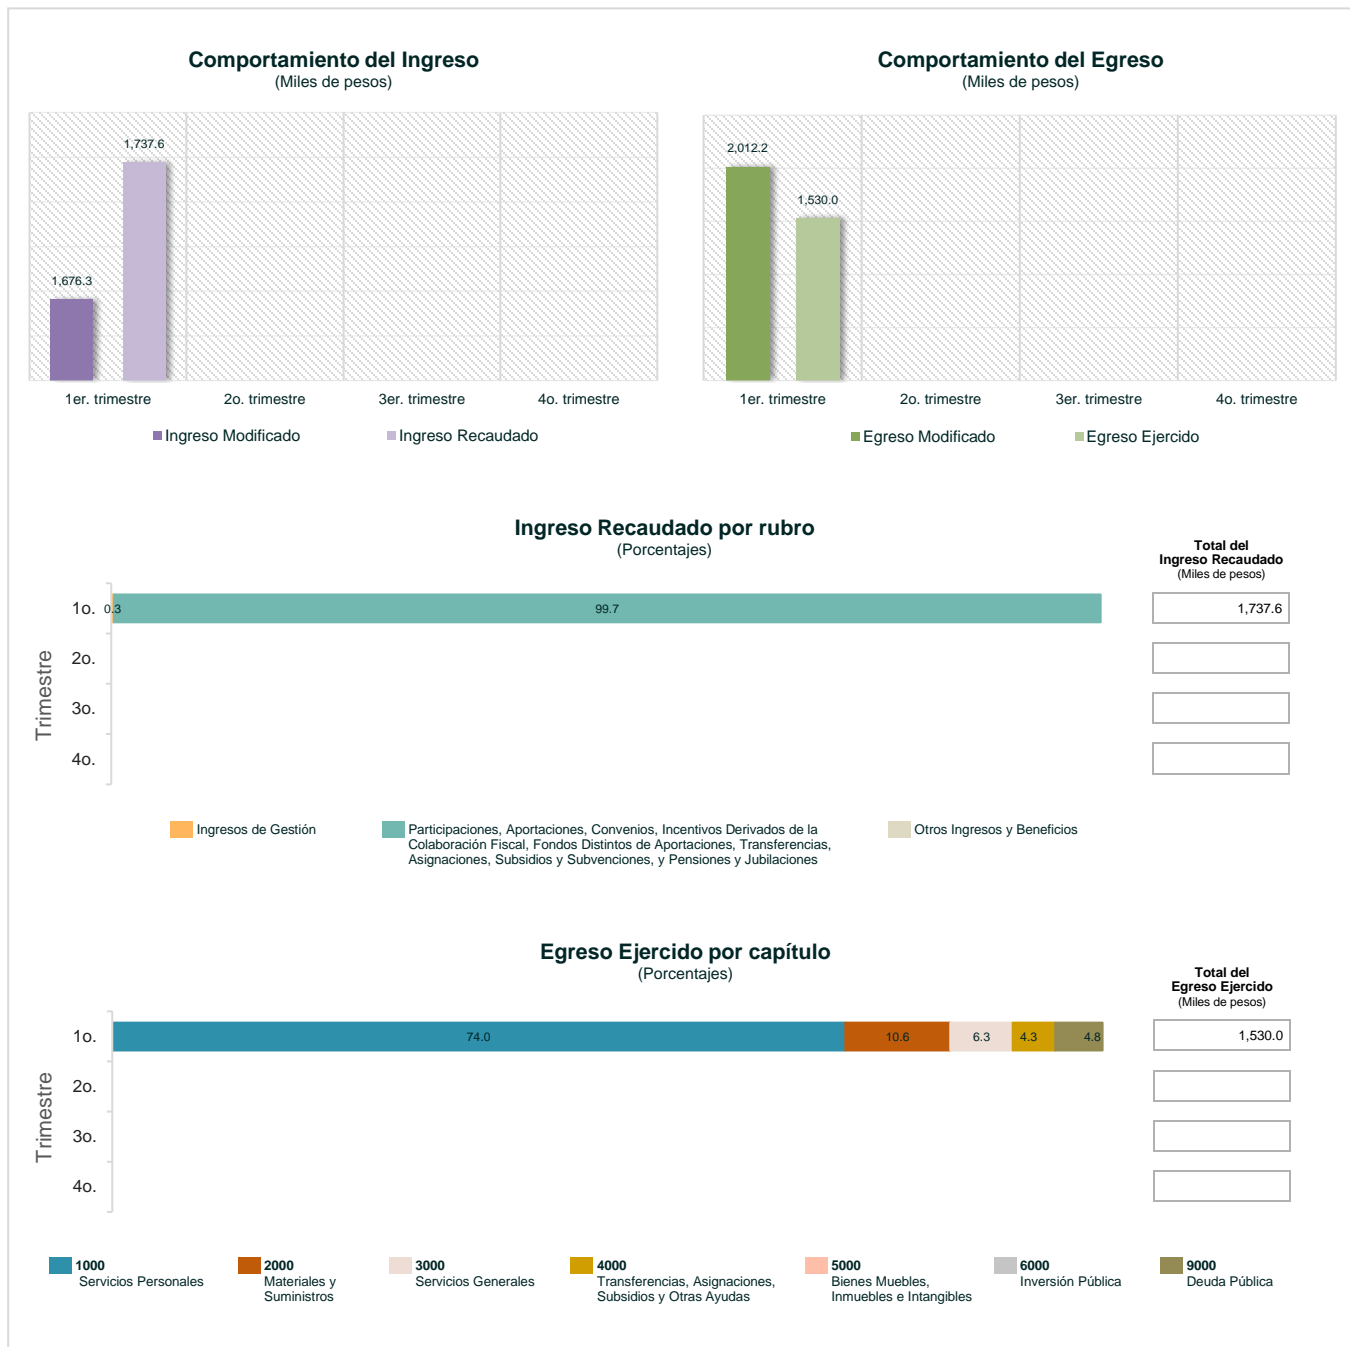 Comportamiento del Ingreso
(Miles de pesos)
1,737.6
1,676.3
1er. trimestre
2o. trimestre
3er. trimestre
4o. trimestre
Ingreso Modificado
Ingreso Recaudado
Comportamiento del Egreso
(Miles de pesos)
2,012.2
1,530.0
1er. trimestre
2o. trimestre
3er. trimestre
4o. trimestre
Egreso Modificado
Egreso Ejercido
Ingreso Recaudado por rubro
(Porcentajes)
Total del
Ingreso Recaudado
(Miles de pesos)
Trimestre
1o.
0.3
99.7
1,737.6
2o.
3o.
4o.
Ingresos de Gestión
Participaciones, Aportaciones, Convenios, Incentivos Derivados de la
Colaboración Fiscal, Fondos Distintos de Aportaciones, Transferencias,
Asignaciones, Subsidios y Subvenciones, y Pensiones y Jubilaciones
Otros Ingresos y Beneficios
Egreso Ejercido por capítulo
(Porcentajes)
Total del
Egreso Ejercido
(Miles de pesos)
Trimestre
1o.
74.0
10.6
6.3
4.3
4.8
1,530.0
2o.
3o.
4o.
1000
Servicios Personales
2000
Materiales y
Suministros
3000
Servicios Generales
4000
Transferencias, Asignaciones,
Subsidios y Otras Ayudas
5000
Bienes Muebles,
Inmuebles e Intangibles
6000
Inversión Pública
9000
Deuda Pública